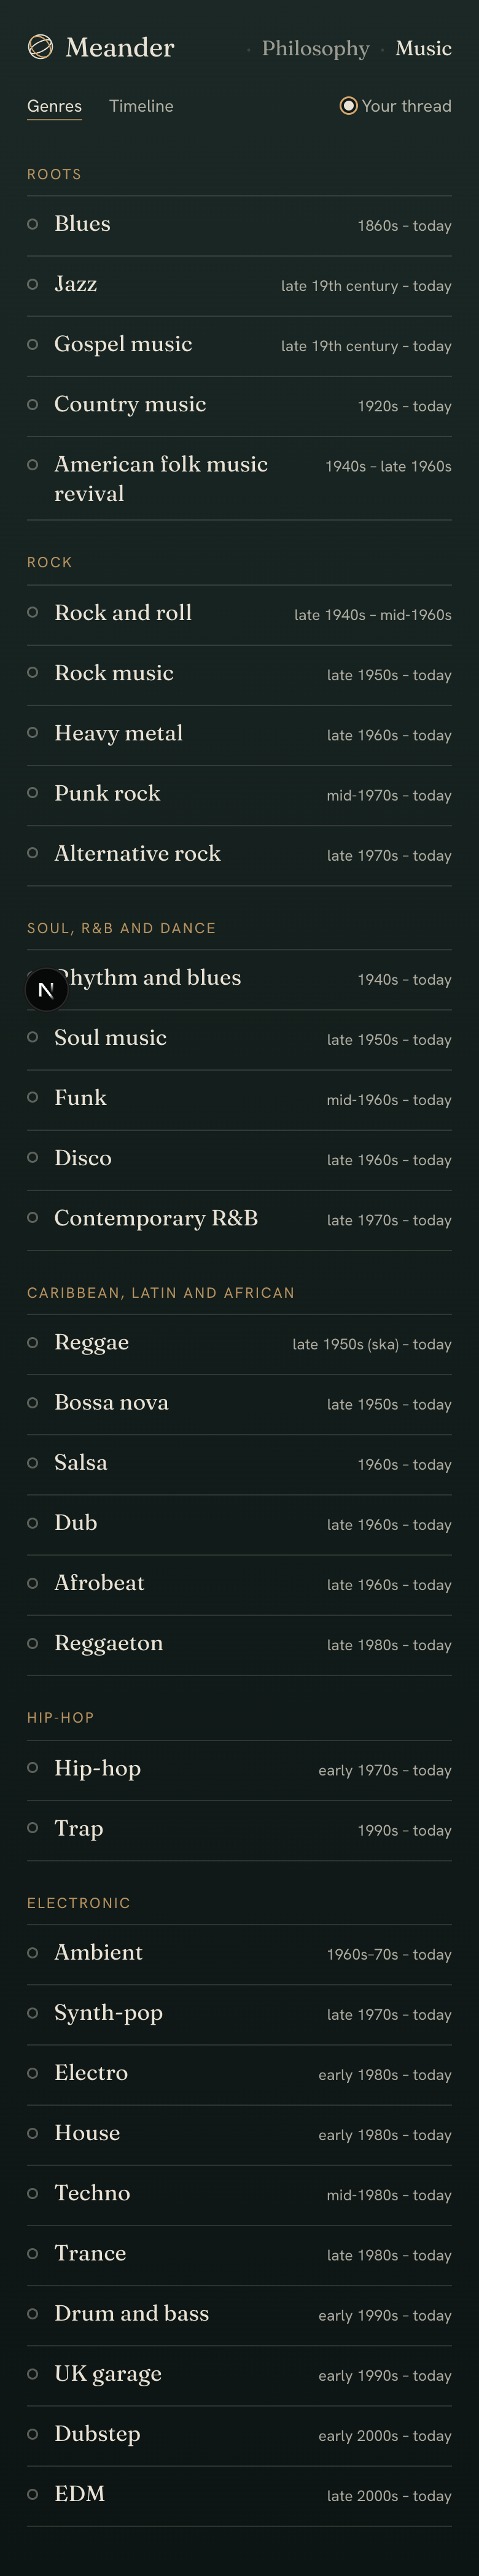 Meander · Philosophy · Music
Genres Timeline Your thread
ROOTS
Blues 1860s – today
Jazz late 19th century – today
Gospel music late 19th century – today
Country music 1920s – today
American folk music 1940s – late 1960s
revival
ROCK
Rock and roll late 1940s – mid-1960s
Rock music late 1950s – today
Heavy metal late 1960s – today
Punk rock mid-1970s – today
Alternative rock late 1970s – today
SOUL, R&B AND DANCE
N Rhythm and blues 1940s – today
Soul music late 1950s – today
Funk mid-1960s – today
Disco late 1960s – today
Contemporary R&B late 1970s – today
CARIBBEAN, LATIN AND AFRICAN
Reggae late 1950s (ska) – today
Bossa nova late 1950s – today
Salsa 1960s – today
Dub late 1960s – today
Afrobeat late 1960s – today
Reggaeton late 1980s – today
HIP-HOP
Hip-hop early 1970s – today
Trap 1990s – today
ELECTRONIC
Ambient 1960s–70s – today
Synth-pop late 1970s – today
Electro early 1980s – today
House early 1980s – today
Techno mid-1980s – today
Trance late 1980s – today
Drum and bass early 1990s – today
UK garage early 1990s – today
Dubstep early 2000s – today
EDM late 2000s – today